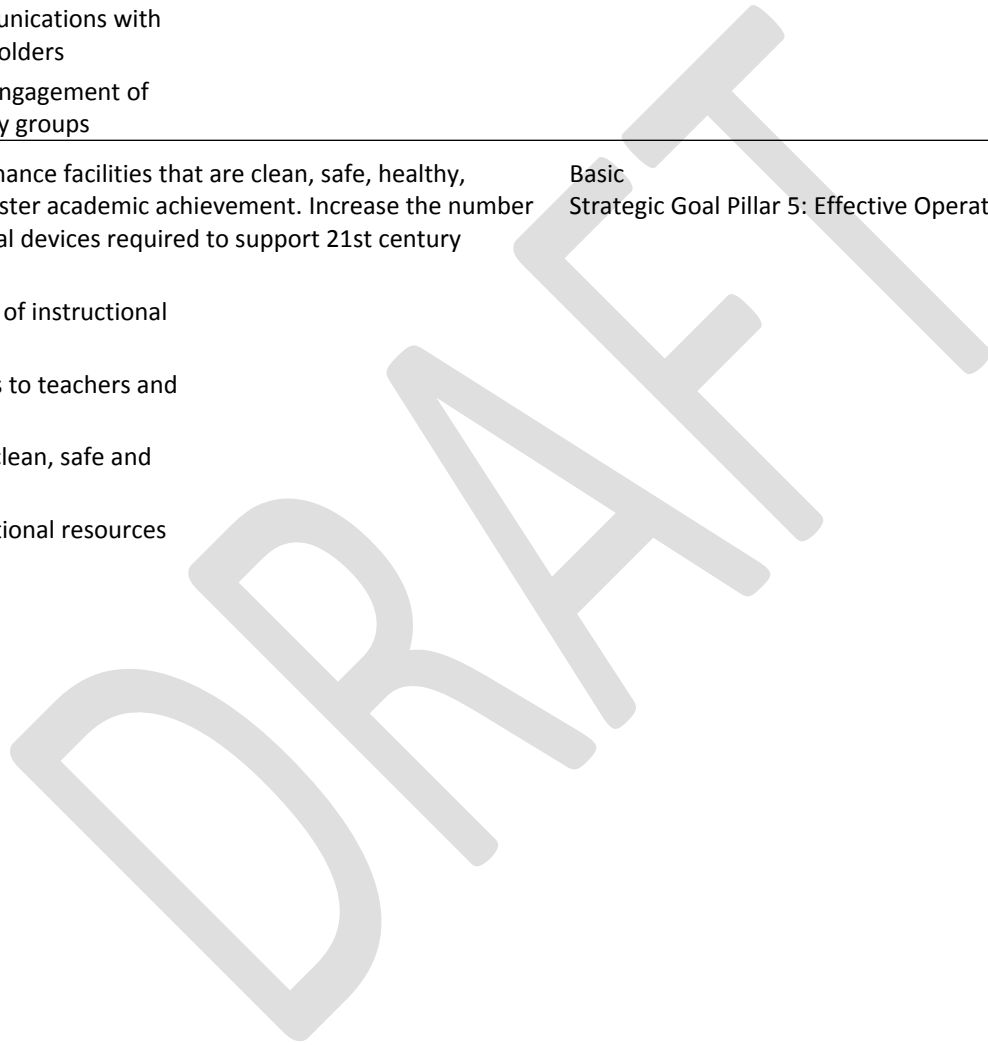 unications with
olders
ngagement of
y groups
nance facilities that are clean, safe, healthy,
ster academic achievement. Increase the number
al devices required to support 21st century
Basic
Strategic Goal Pillar 5: Effective Operat
of instructional
s to teachers and
clean, safe and
tional resources
DRAFT